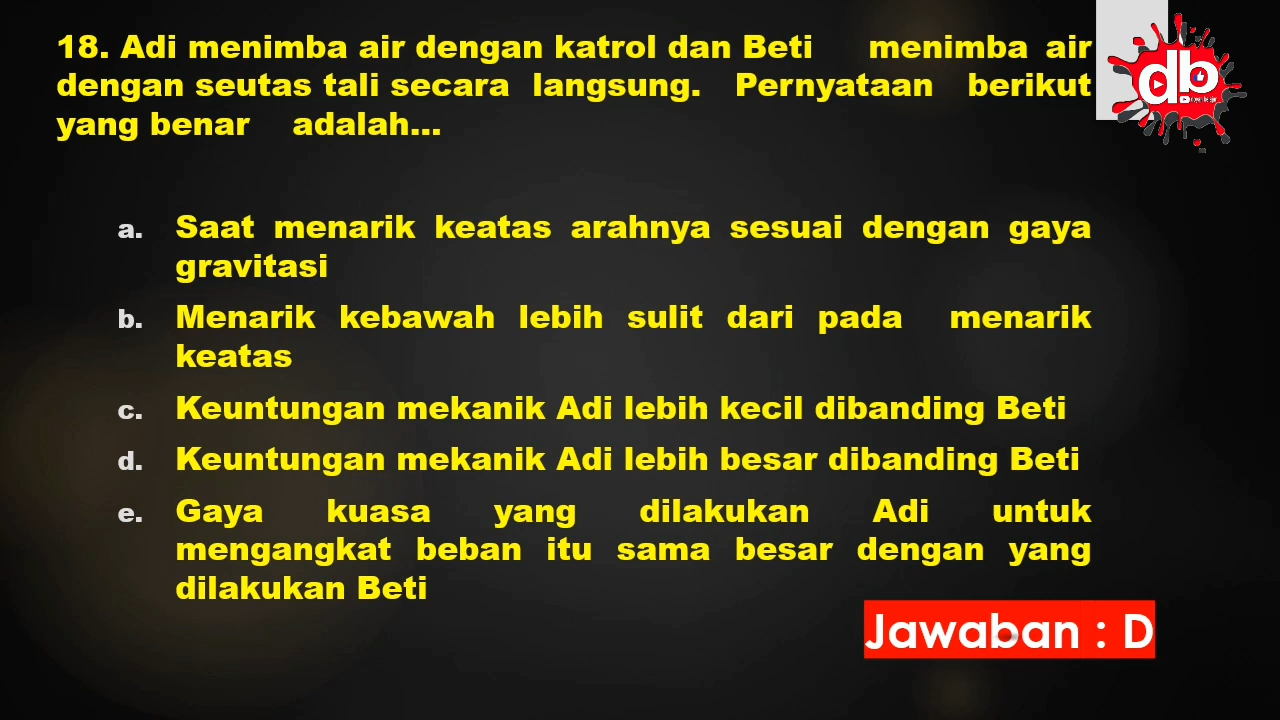 18. Adi menimba air dengan katrol dan Beti menimba air
dengan seutas tali secara langsung. Pernyataan berikut
yang benar adalah...
a. Saat menarik keatas arahnya sesuai dengan gaya
gravitasi
b. Menarik kebawah lebih sulit dari pada menarik
keatas
c. Keuntungan mekanik Adi lebih kecil dibanding Beti
d. Keuntungan mekanik Adi lebih besar dibanding Beti
e. Gaya kuasa yang dilakukan Adi untuk
mengangkat beban itu sama besar dengan yang
dilakukan Beti
Jawaban : D
db